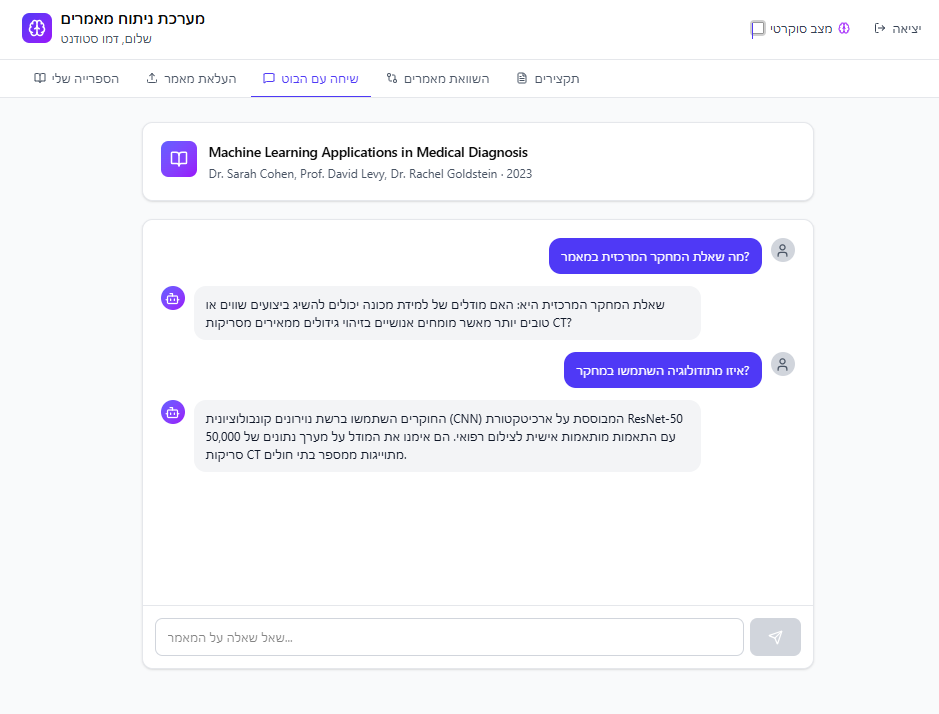 מערכת ניתוח מאמרים
שלום, דמו סטודנט
מצב סוקרטי
יציאה
הספרייה שלי
העלאת מאמר
שיחה עם הבוט
השוואת מאמרים
תקצירים
Machine Learning Applications in Medical Diagnosis
Dr. Sarah Cohen, Prof. David Levy, Dr. Rachel Goldstein · 2023
מה שאלת המחקר המרכזית במאמר?
שאלת המחקר המרכזית היא: האם מודלים של למידת מכונה יכולים להשיג ביצועים שווים או
טובים יותר מאשר מומחים אנושיים בזיהוי גידולים ממאירים מסריקות CT?
איזו מתודולוגיה השתמשו במחקר?
החוקרים השתמשו ברשת נוירונים קונבולוציונית (CNN) המבוססת על ארכיטקטורת ResNet-50
עם התאמות מותאמות אישית לצילום רפואי. הם אימנו את המודל על מערך נתונים של 50,000
סריקות CT מתוייגות ממספר בתי חולים.
שאל שאלה על המאמר...